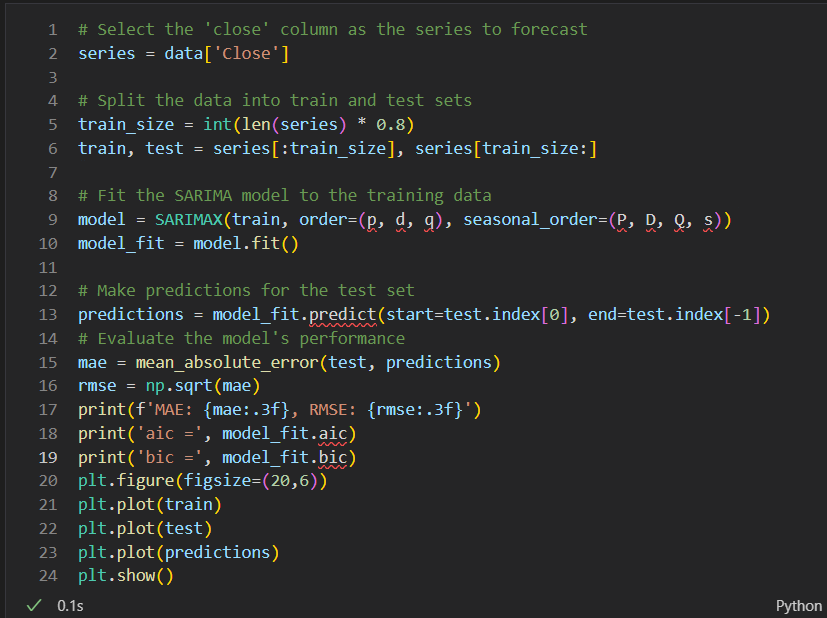 1 # Select the 'close' column as the series to forecast
2 series = data['Close']
3
4 # Split the data into train and test sets
5 train_size = int(len(series) * 0.8)
6 train, test = series[:train_size], series[train_size:]
7
8 # Fit the SARIMA model to the training data
9 model = SARIMAX(train, order=(p, d, q), seasonal_order=(P, D, Q, s))
10 model_fit = model.fit()
11
12 # Make predictions for the test set
13 predictions = model_fit.predict(start=test.index[0], end=test.index[-1])
14 # Evaluate the model's performance
15 mae = mean_absolute_error(test, predictions)
16 rmse = np.sqrt(mae)
17 print(f'MAE: {mae:.3f}, RMSE: {rmse:.3f}')
18 print('aic =', model_fit.aic)
19 print('bic =', model_fit.bic)
20 plt.figure(figsize=(20,6))
21 plt.plot(train)
22 plt.plot(test)
23 plt.plot(predictions)
24 plt.show()
0.1s Python